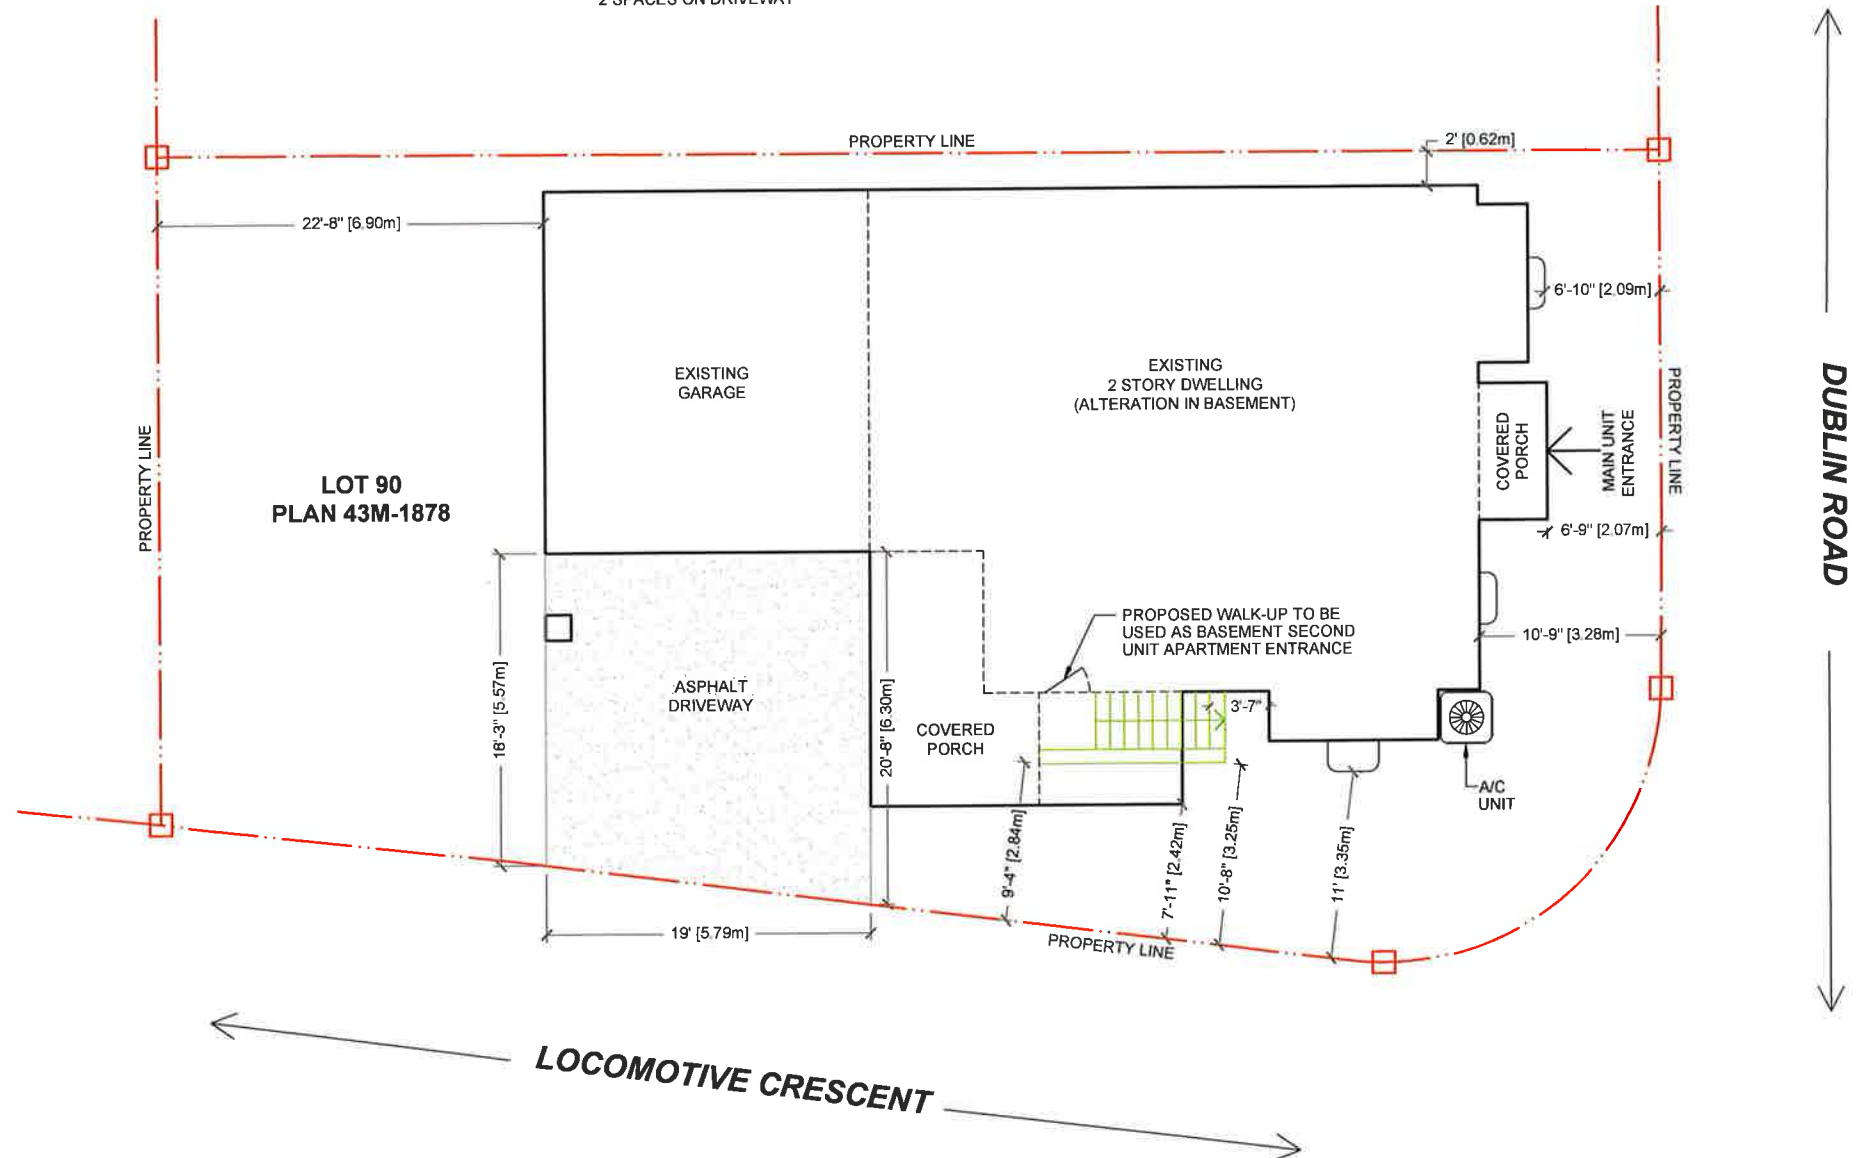 2 SPACES ON DRIVEWAY
PROPERTY LINE
2' [0.62m]
22'-8" [6.90m]
6'-10" [2.09m]
EXISTING
GARAGE
EXISTING
2 STORY DWELLING
(ALTERATION IN BASEMENT)
PROPERTY LINE
DUBLIN ROAD
COVERED
PORCH
MAIN UNIT
ENTRANCE
PROPERTY LINE
LOT 90
PLAN 43M-1878
6'-9" [2.07m]
PROPOSED WALK-UP TO BE
USED AS BASEMENT SECOND
UNIT APARTMENT ENTRANCE
10'-9" [3.28m]
18'-3" [5.57m]
ASPHALT
DRIVEWAY
20'-8" [6.30m]
COVERED
PORCH
3'-7"
A/C
UNIT
9'-4" [2.84m]
7'-11" [2.42m]
10'-8" [3.25m]
11' [3.35m]
19' [5.79m]
PROPERTY LINE
LOCOMOTIVE CRESCENT